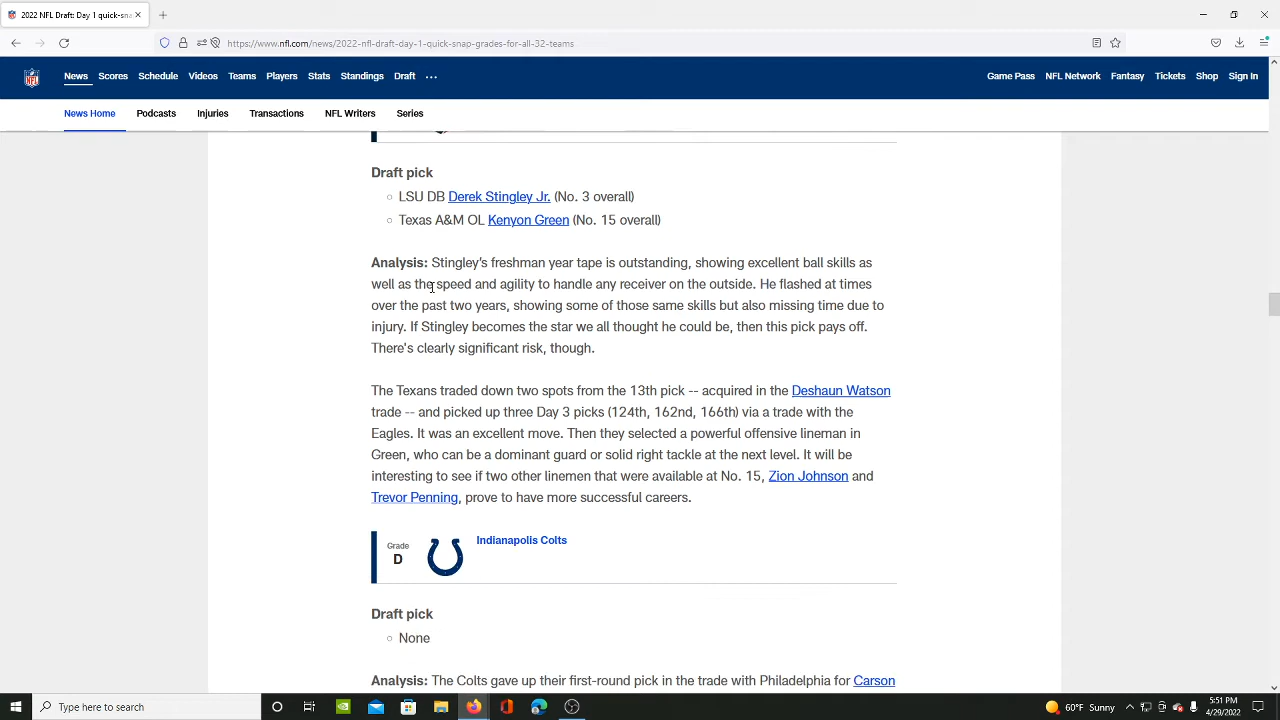 2022 NFL Draft: Day 1 quick-sna
https://www.nfl.com/news/2022-nfl-draft-day-1-quick-snap-grades-for-all-32-teams
NFL
News Scores Schedule Videos Teams Players Stats Standings Draft ••• Game Pass NFL Network Fantasy Tickets Shop Sign In
News Home Podcasts Injuries Transactions NFL Writers Series
Draft pick
LSU DB Derek Stingley Jr. (No. 3 overall)
Texas A&M OL Kenyon Green (No. 15 overall)
Analysis: Stingley's freshman year tape is outstanding, showing excellent ball skills as
well as the speed and agility to handle any receiver on the outside. He flashed at times
over the past two years, showing some of those same skills but also missing time due to
injury. If Stingley becomes the star we all thought he could be, then this pick pays off.
There's clearly significant risk, though.
The Texans traded down two spots from the 13th pick -- acquired in the Deshaun Watson
trade -- and picked up three Day 3 picks (124th, 162nd, 166th) via a trade with the
Eagles. It was an excellent move. Then they selected a powerful offensive lineman in
Green, who can be a dominant guard or solid right tackle at the next level. It will be
interesting to see if two other linemen that were available at No. 15, Zion Johnson and
Trevor Penning, prove to have more successful careers.
Grade
D
Indianapolis Colts
Draft pick
None
Analysis: The Colts gave up their first-round pick in the trade with Philadelphia for Carson
Type here to search
60°F Sunny
5:51 PM
4/29/2022